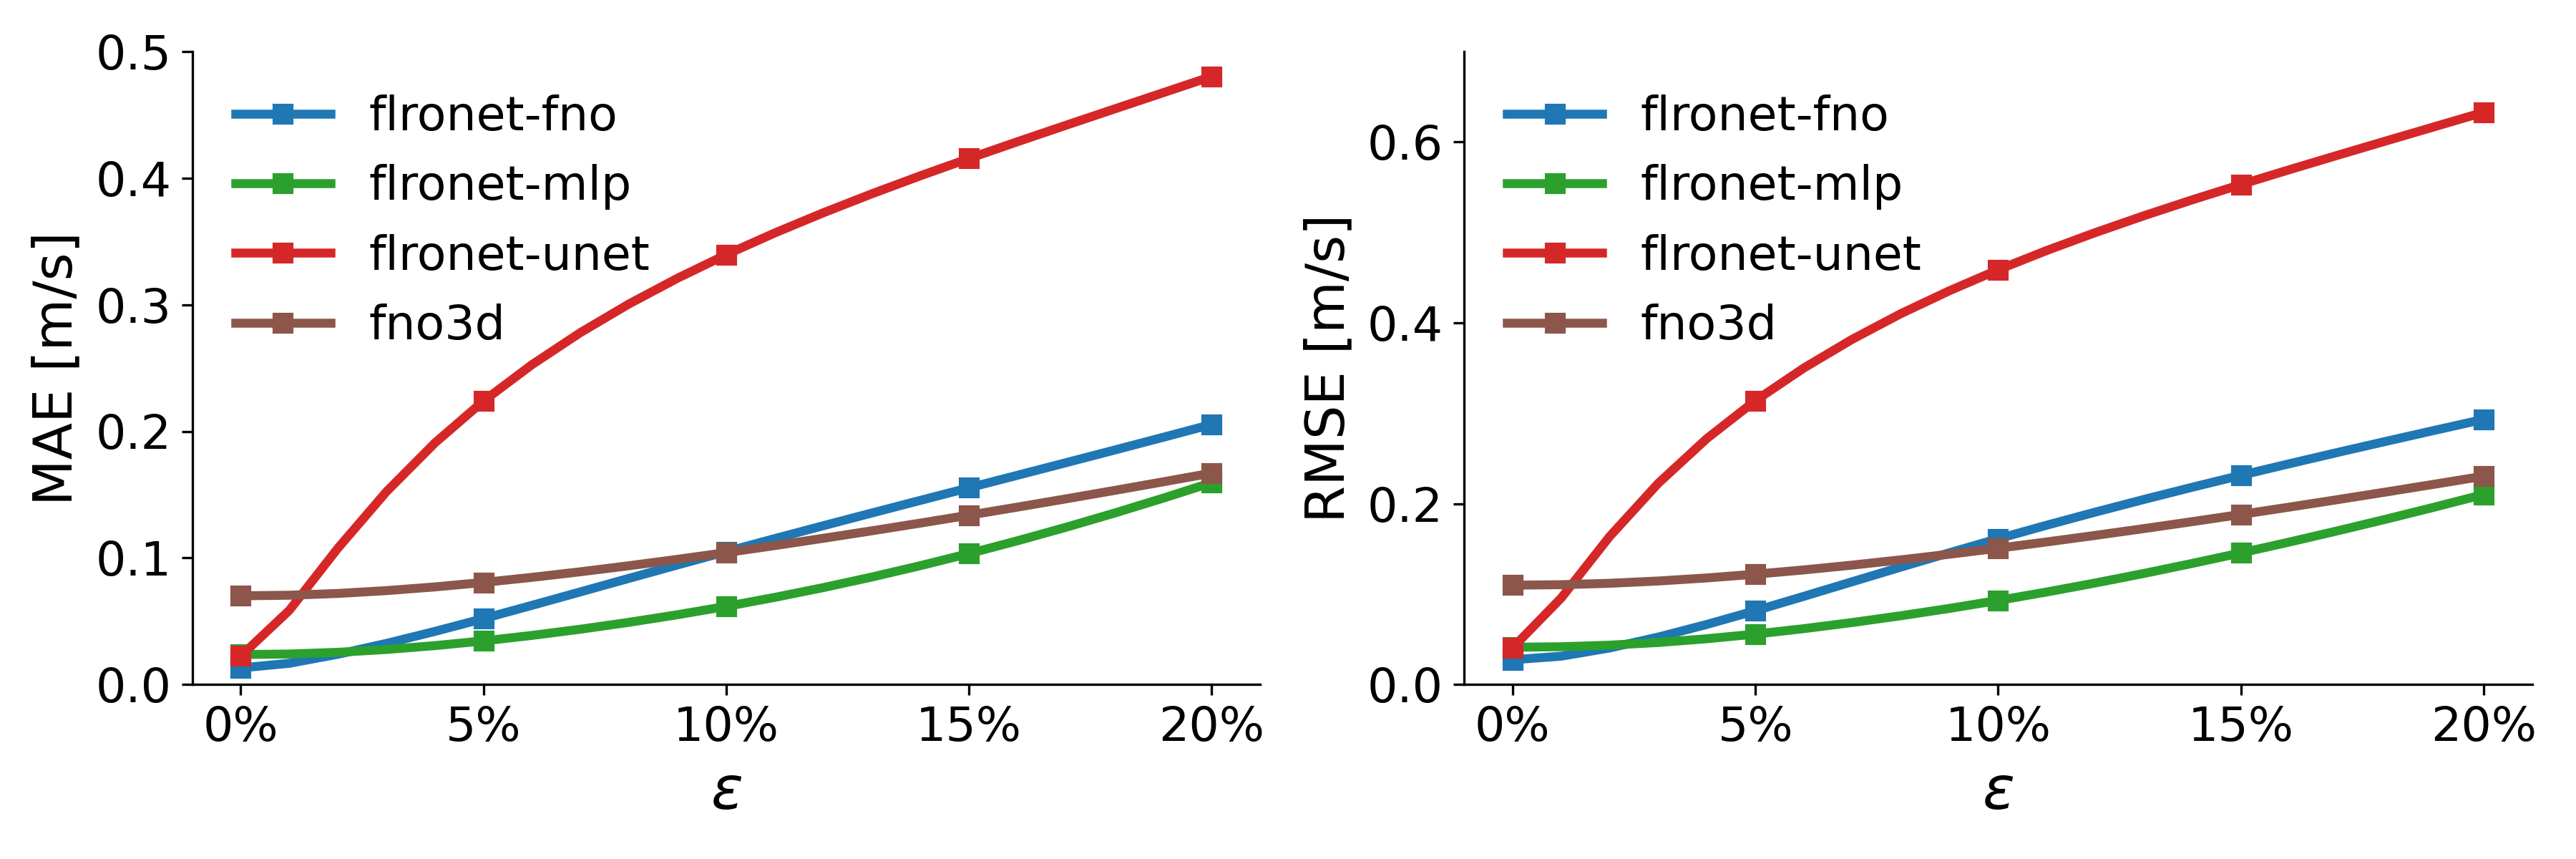 MAE [m/s]
0.5
0.4
0.3
0.2
0.1
0.0
flronet-fno
flronet-mlp
flronet-unet
fno3d
0% 5% 10% 15% 20%
ε
RMSE [m/s]
0.6
0.4
0.2
0.0
flronet-fno
flronet-mlp
flronet-unet
fno3d
0% 5% 10% 15% 20%
ε